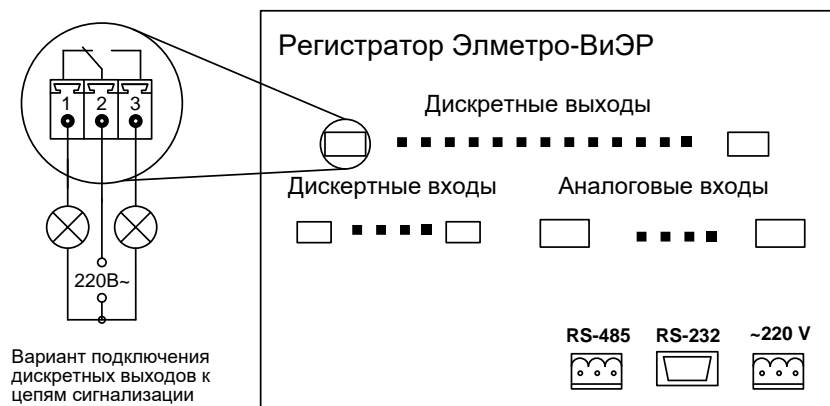 Регистратор Элметро-ВиЭР
Дискретные выходы
1 2 3
Дискертные входы
Аналоговые входы
220В~
RS-485 RS-232 ~220 V
Вариант подключения
дискретных выходов к
цепям сигнализации